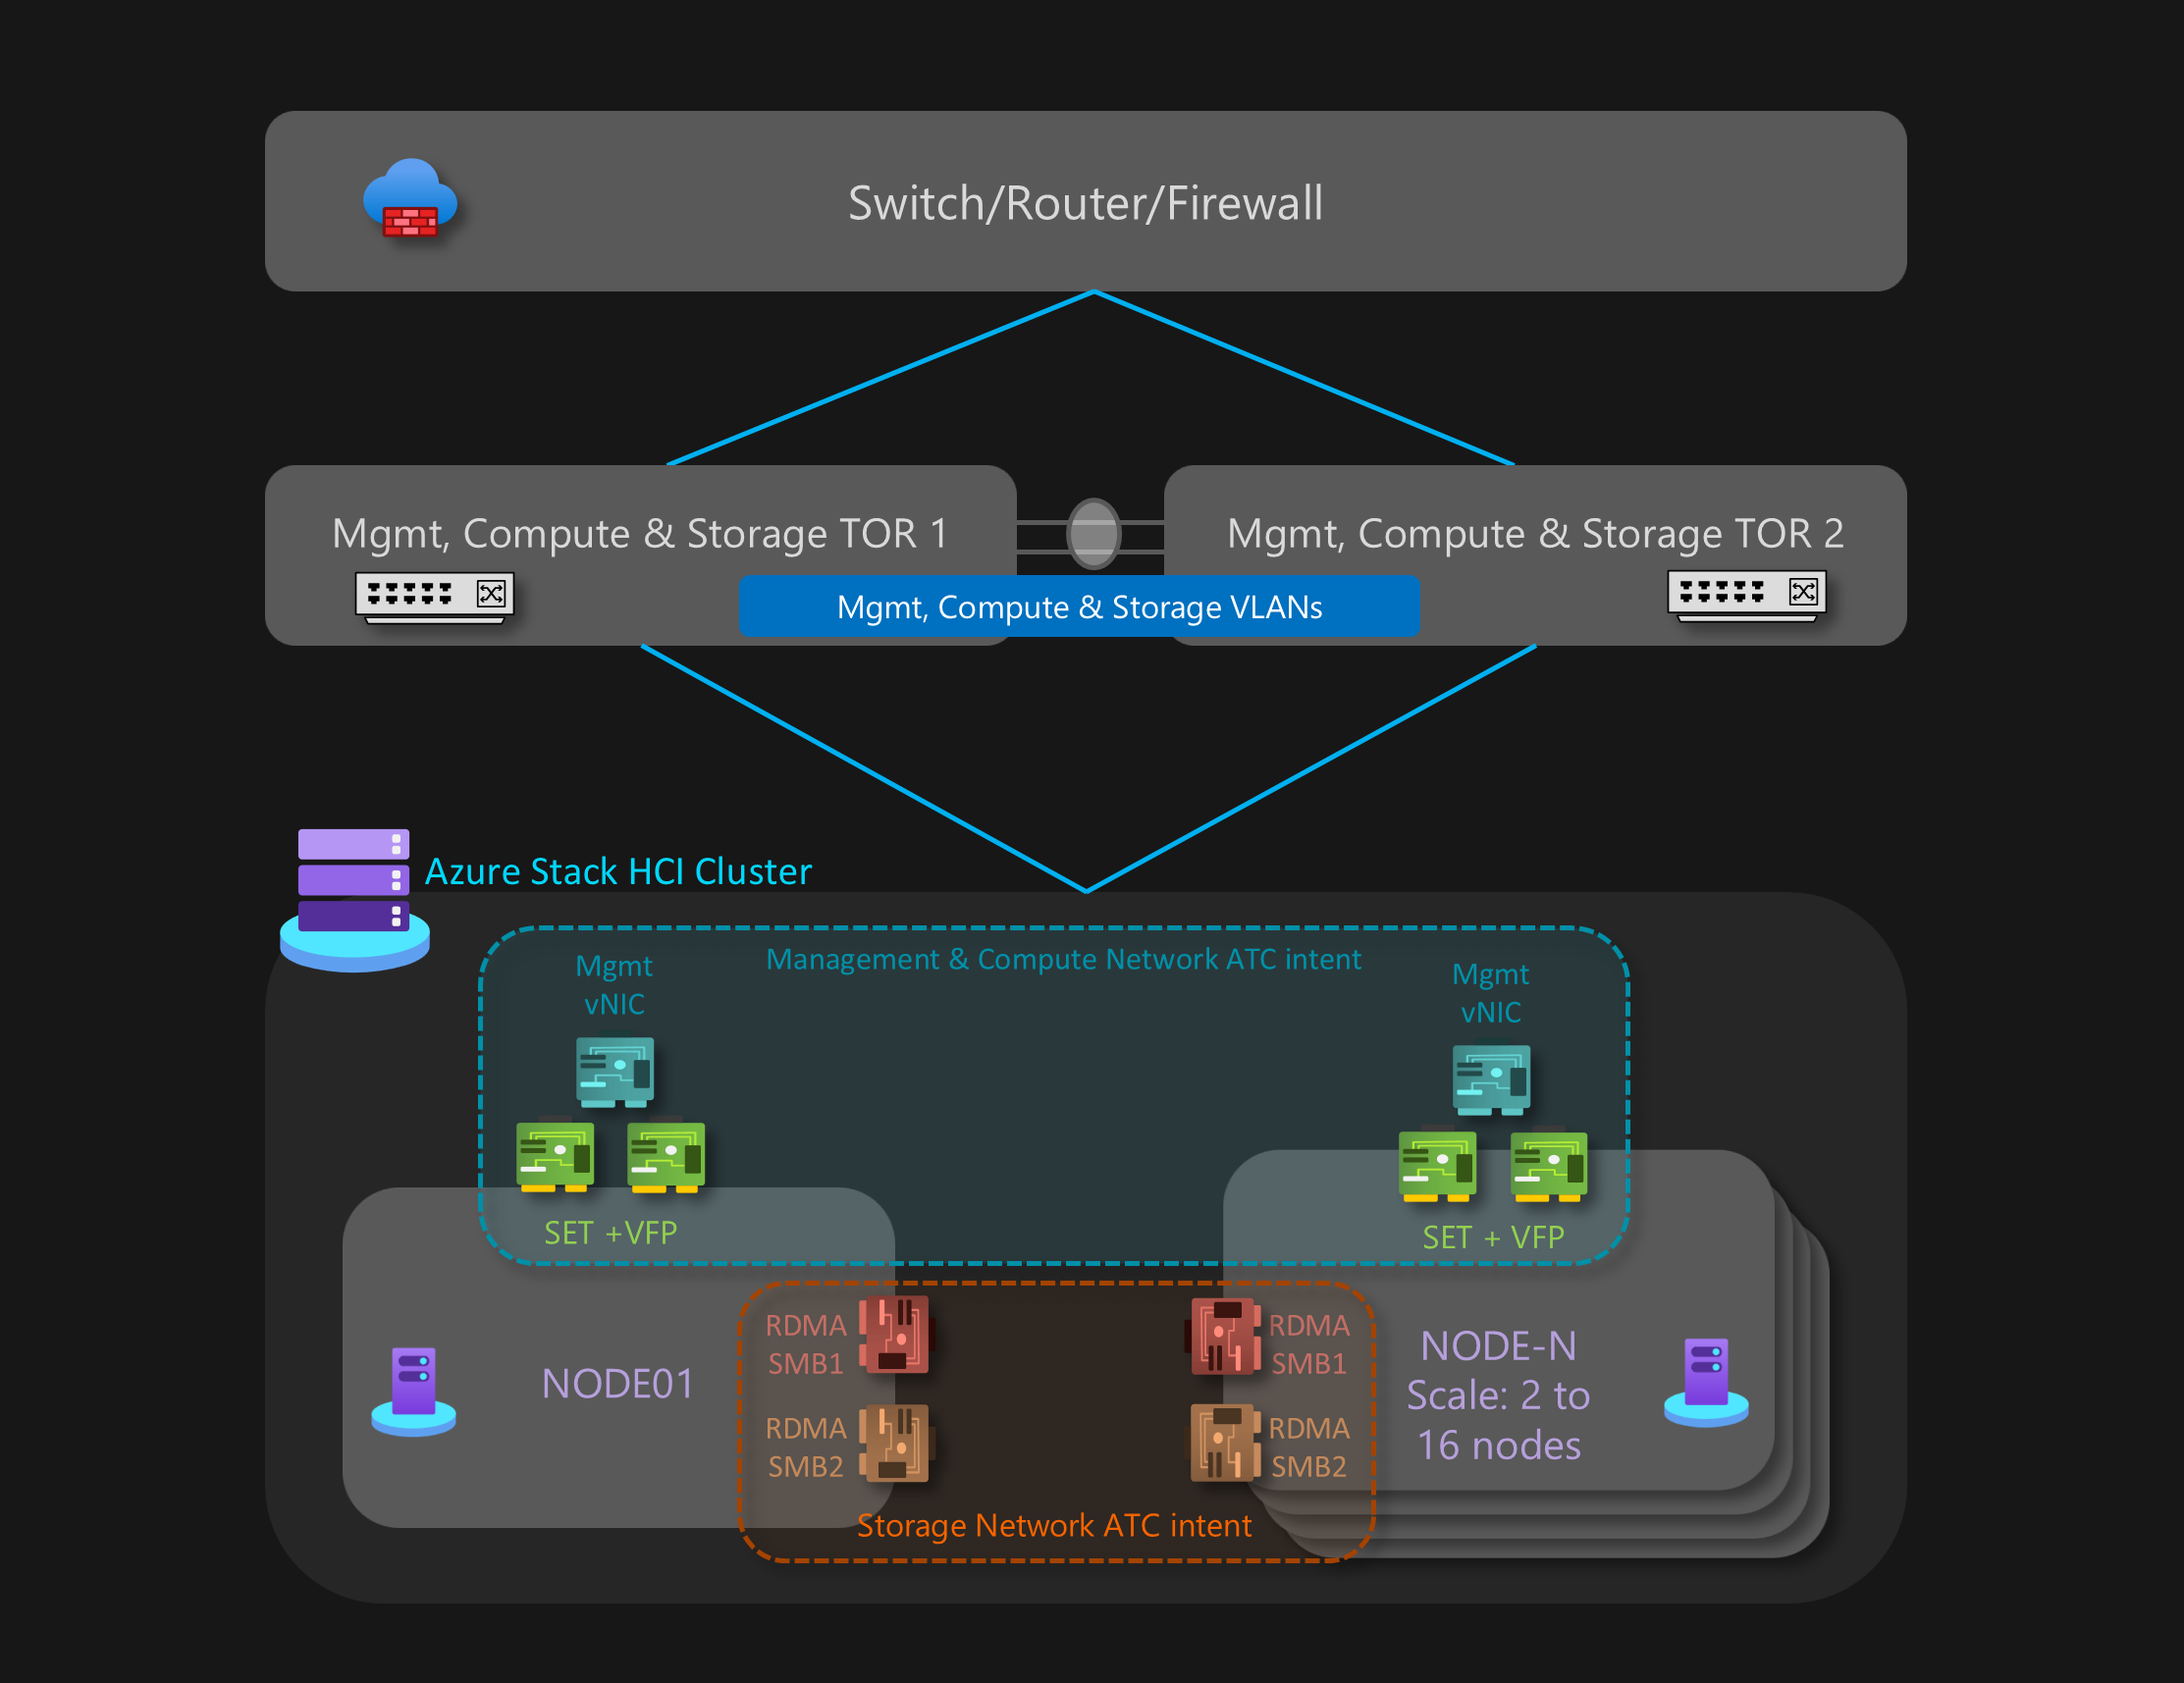 Switch/Router/Firewall
Mgmt, Compute & Storage TOR 1
Mgmt, Compute & Storage TOR 2
Mgmt, Compute & Storage VLANs
Azure Stack HCI Cluster
Management & Compute Network ATC intent
Mgmt
vNIC
Mgmt
vNIC
SET +VFP
SET + VFP
RDMA
SMB1
RDMA
SMB1
NODE01
NODE-N
Scale: 2 to
16 nodes
RDMA
SMB2
RDMA
SMB2
Storage Network ATC intent